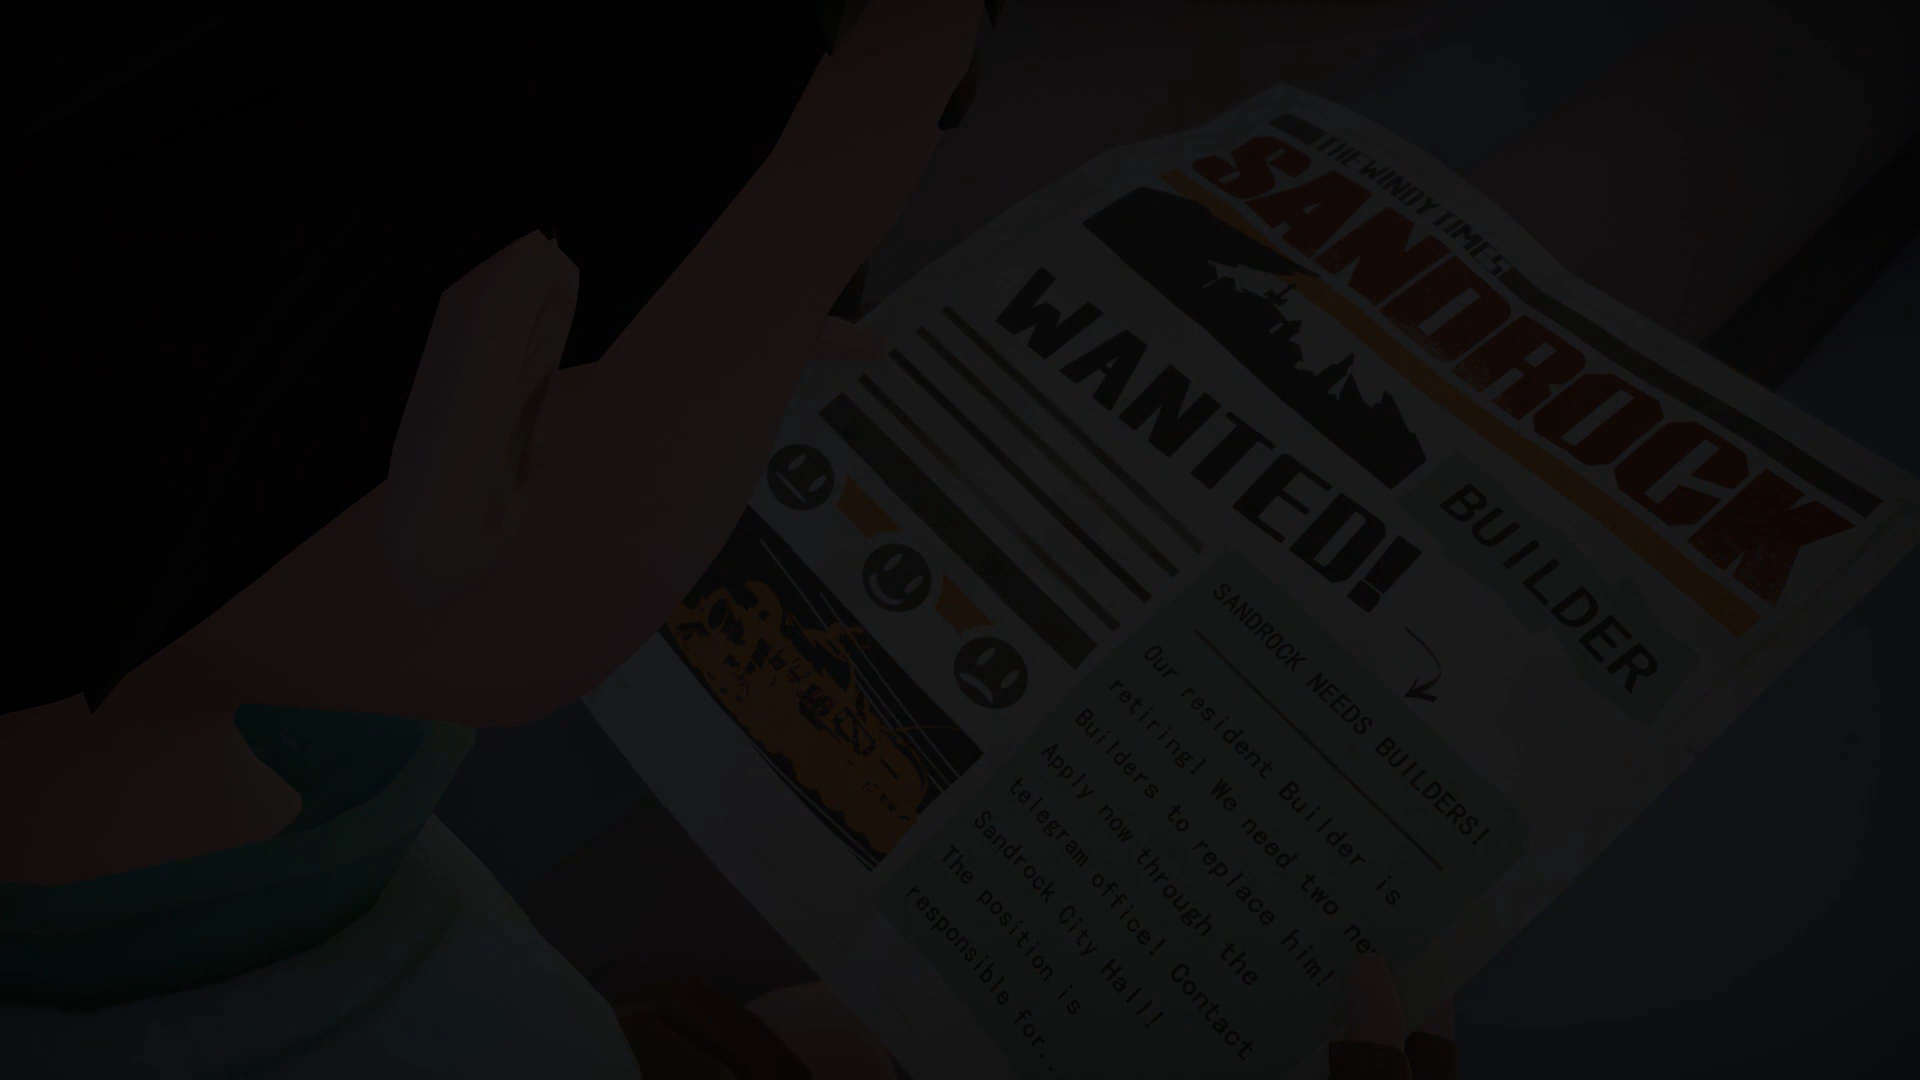 THE WINDY TIMES
SANDROCK
BUILDER
WANTED!
SANDROCK NEEDS BUILDERS!
Our resident Builder is
retiring! We need two new
Builders to replace him!
Apply now through the
telegram office! Contact
Sandrock City Hall!
The position is
responsible for..